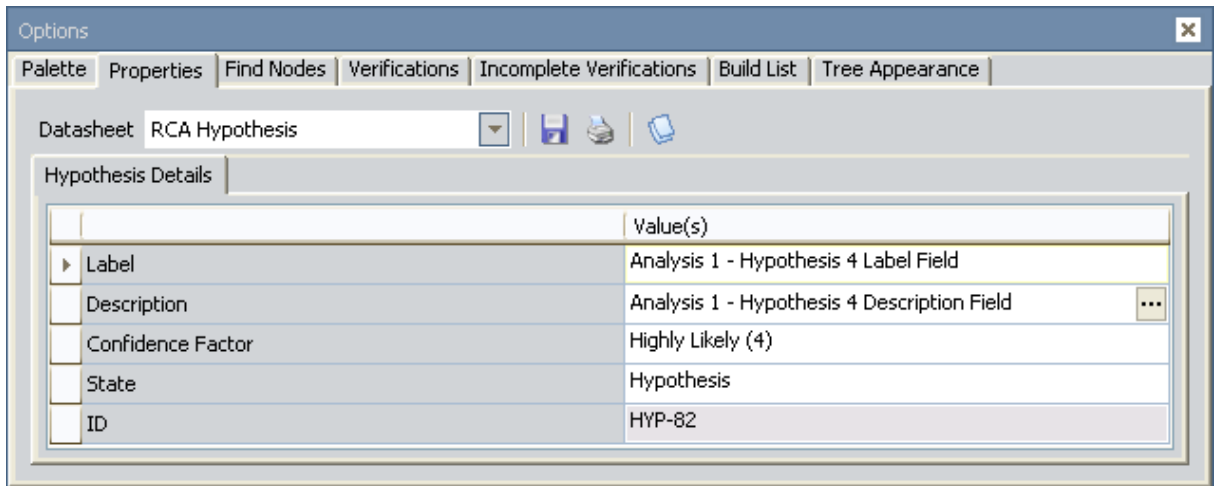 Options
Palette Properties Find Nodes Verifications Incomplete Verifications Build List Tree Appearance
Datasheet RCA Hypothesis
Hypothesis Details
Value(s)
Label Analysis 1 - Hypothesis 4 Label Field
Description Analysis 1 - Hypothesis 4 Description Field ...
Confidence Factor Highly Likely (4)
State Hypothesis
ID HYP-82